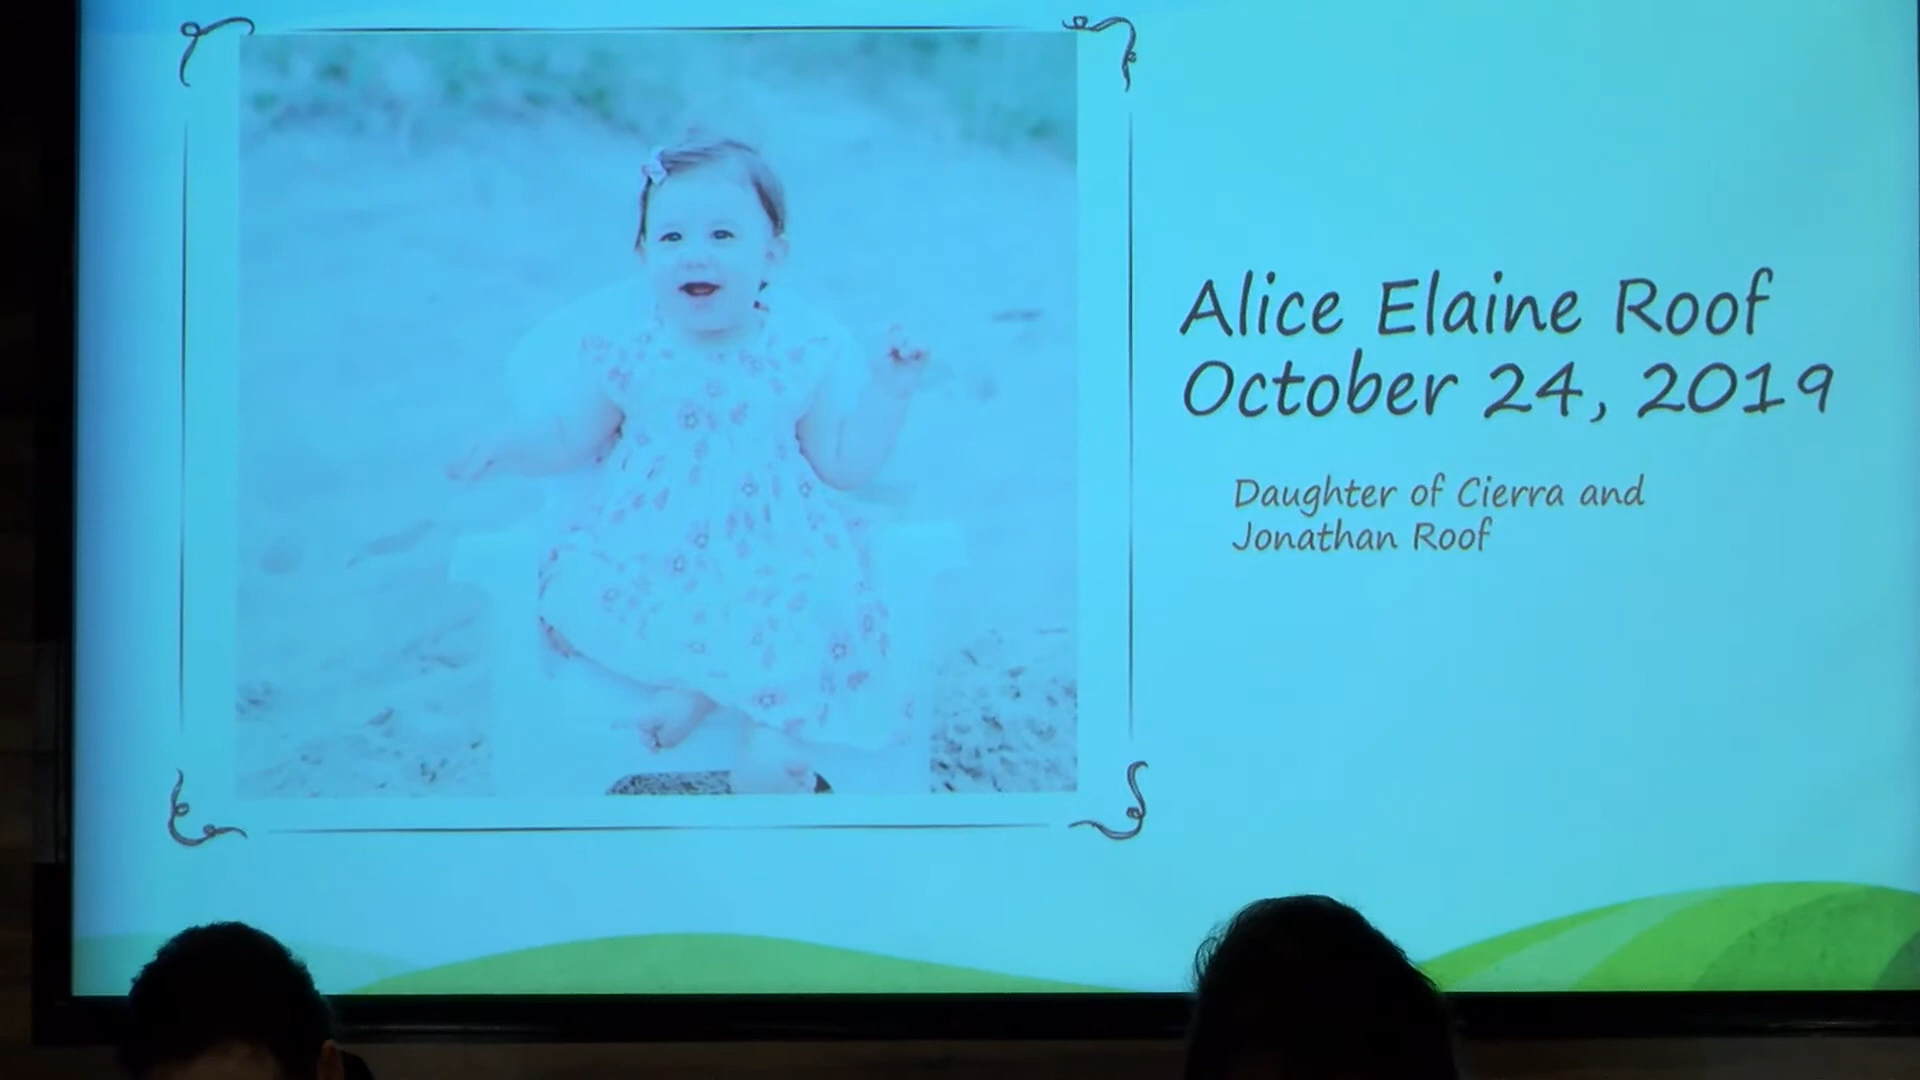 Alice Elaine Roof
October 24, 2019
Daughter of Cierra and
Jonathan Roof